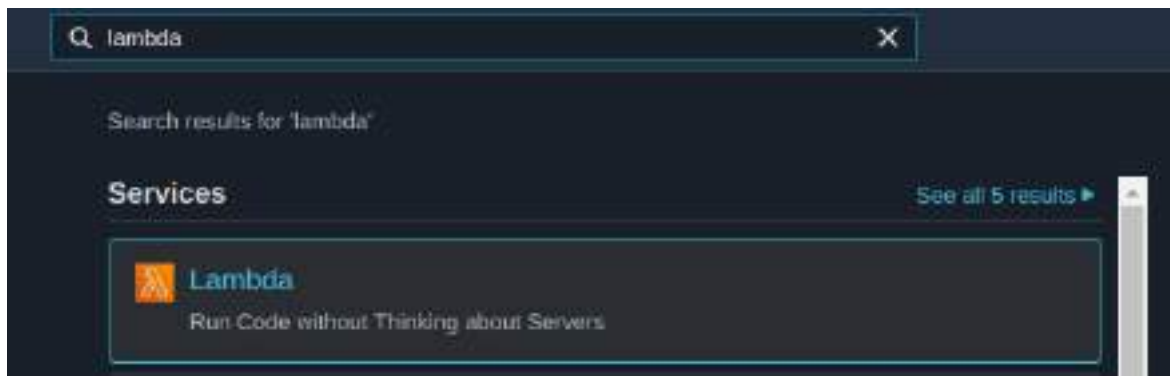 lambda
Search results for 'lambda'
Services
See all 5 results ▶
Lambda
Run Code without Thinking about Servers